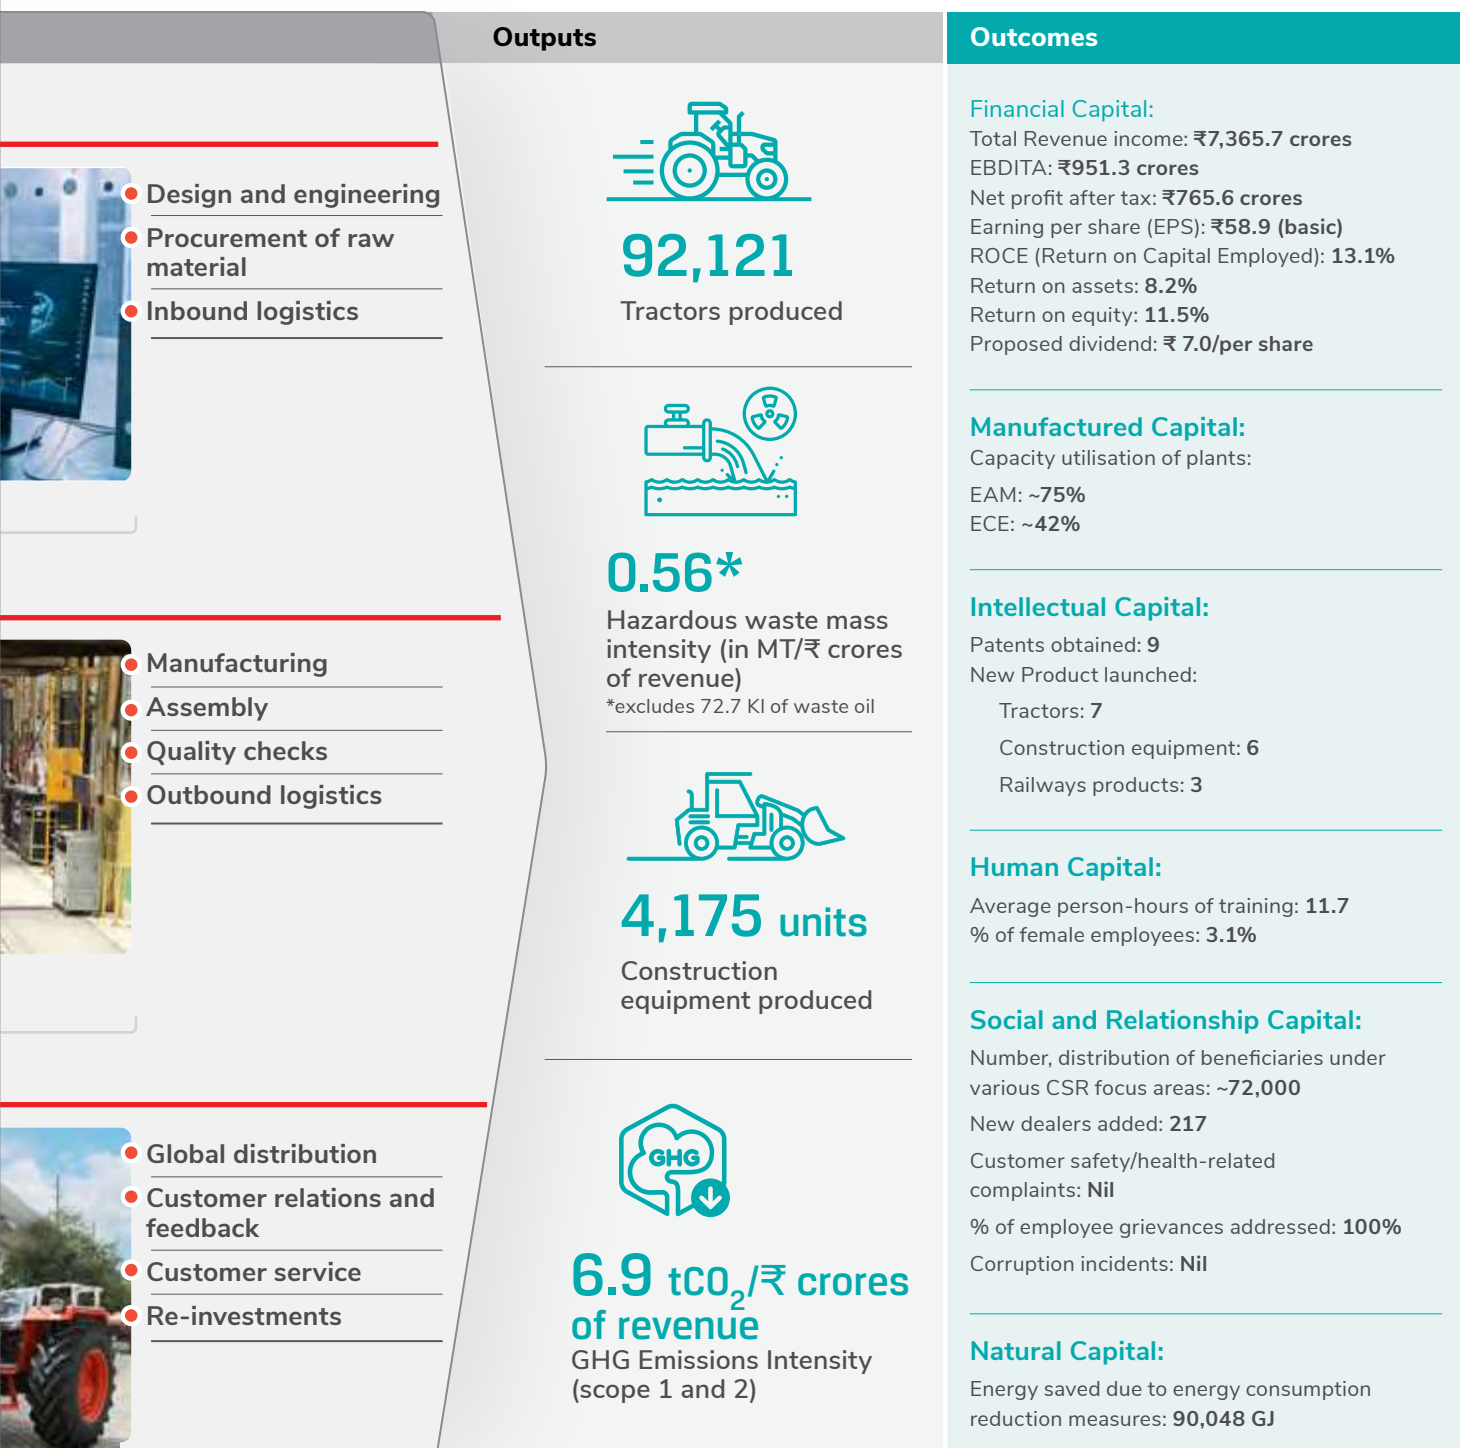 Outputs
Outcomes
Design and engineering
Procurement of raw
material
Inbound logistics
Manufacturing
Assembly
Quality checks
Outbound logistics
Global distribution
Customer relations and
feedback
Customer service
Re-investments
92,121
Tractors produced
0.56*
Hazardous waste mass
intensity (in MT/₹ crores
of revenue)
*excludes 72.7 Kl of waste oil
4,175 units
Construction
equipment produced
GHG
6.9 tCO2/₹ crores
of revenue
GHG Emissions Intensity
(scope 1 and 2)
Financial Capital:
Total Revenue income: ₹7,365.7 crores
EBDITA: ₹951.3 crores
Net profit after tax: ₹765.6 crores
Earning per share (EPS): ₹58.9 (basic)
ROCE (Return on Capital Employed): 13.1%
Return on assets: 8.2%
Return on equity: 11.5%
Proposed dividend: ₹ 7.0/per share
Manufactured Capital:
Capacity utilisation of plants:
EAM: ~75%
ECE: ~42%
Intellectual Capital:
Patents obtained: 9
New Product launched:
Tractors: 7
Construction equipment: 6
Railways products: 3
Human Capital:
Average person-hours of training: 11.7
% of female employees: 3.1%
Social and Relationship Capital:
Number, distribution of beneficiaries under
various CSR focus areas: ~72,000
New dealers added: 217
Customer safety/health-related
complaints: Nil
% of employee grievances addressed: 100%
Corruption incidents: Nil
Natural Capital:
Energy saved due to energy consumption
reduction measures: 90,048 GJ